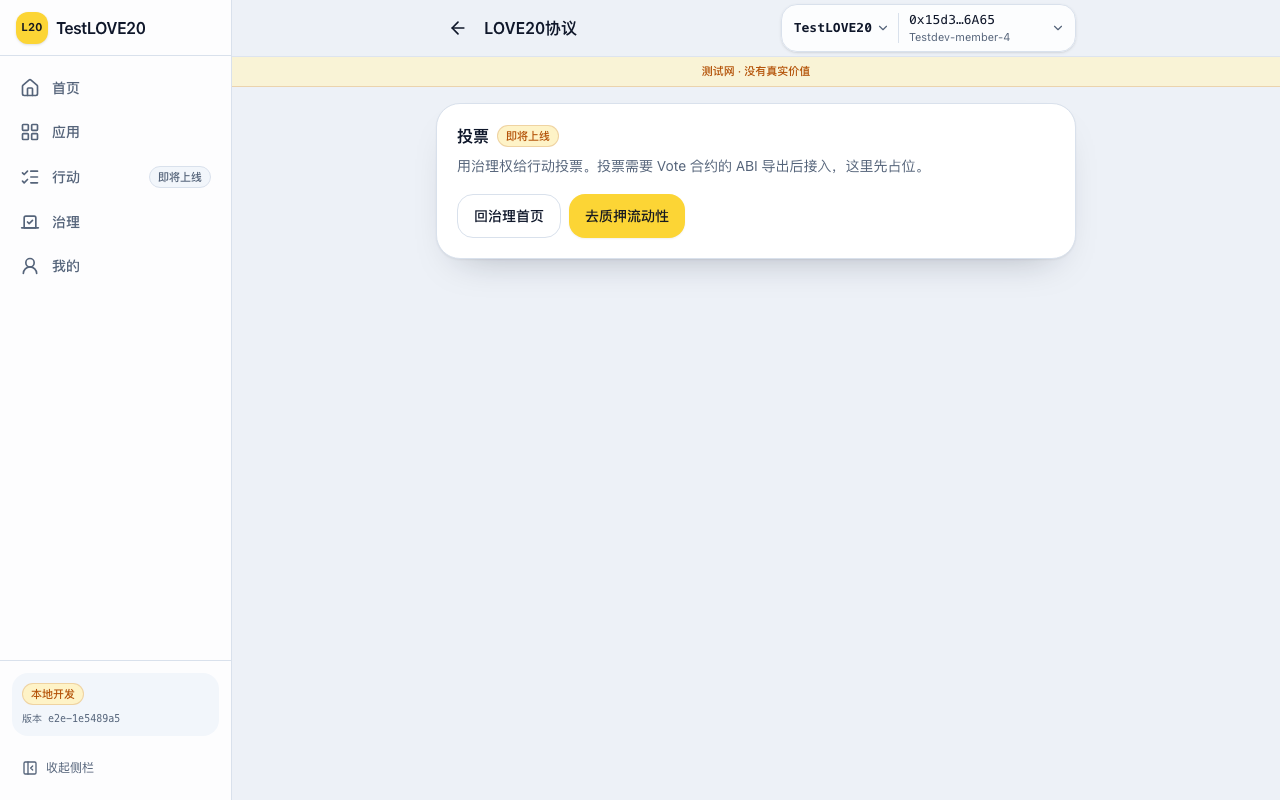 L20 TestLOVE20
首页
应用
行动 即将上线
治理
我的
本地开发
版本 e2e-1e5489a5
收起侧栏
LOVE20协议
TestLOVE20
0x15d3…6A65
Testdev-member-4
测试网 · 没有真实价值
投票 即将上线
用治理权给行动投票。投票需要 Vote 合约的 ABI 导出后接入，这里先占位。
回治理首页 去质押流动性